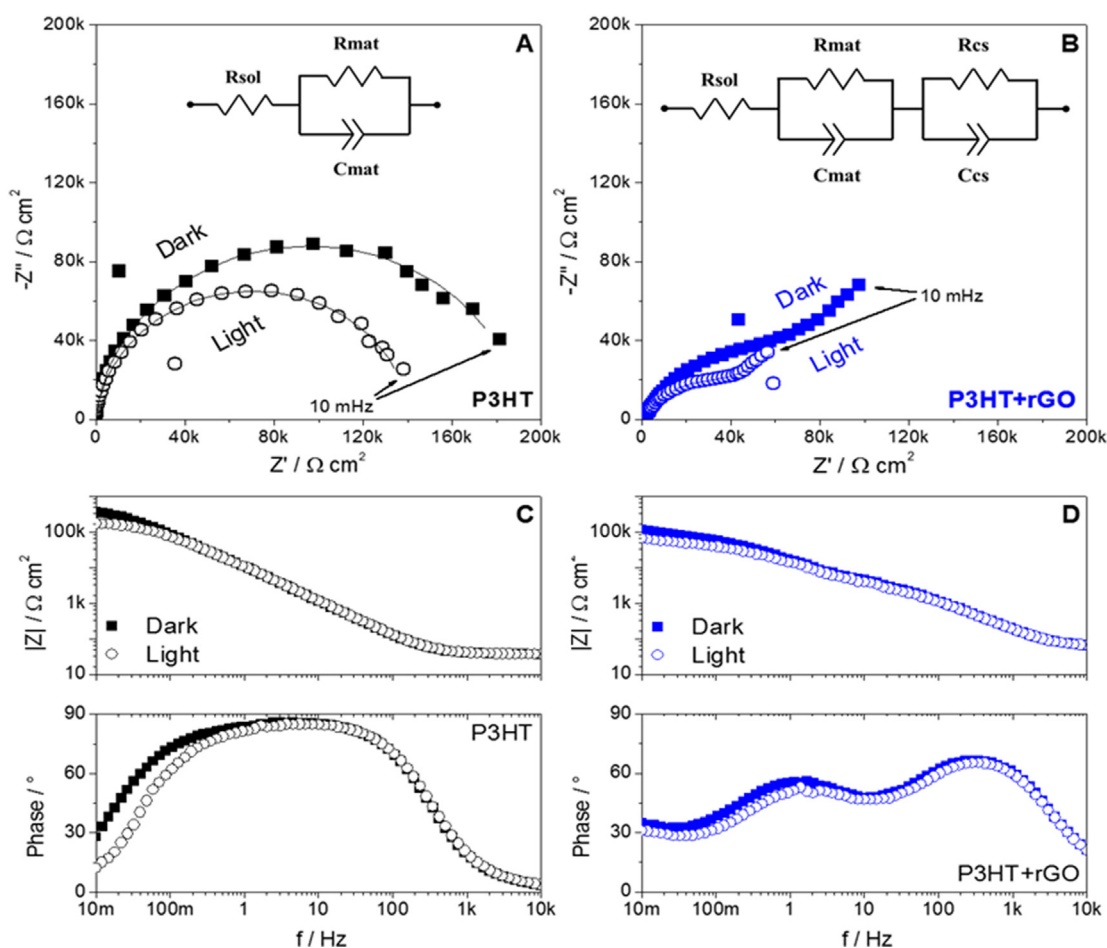 A
200k
160k
120k
80k
40k
0
-Z'' / Ω cm²
Rsol
Rmat
Cmat
Dark
Light
10 mHz
P3HT
0 40k 80k 120k 160k 200k
Z' / Ω cm²
B
200k
160k
120k
80k
40k
0
-Z'' / Ω cm²
Rsol
Rmat
Cmat
Rcs
Ccs
Dark
Light
10 mHz
P3HT+rGO
0 40k 80k 120k 160k 200k
Z' / Ω cm²
C
100k
1k
10
|Z| / Ω cm²
Dark
Light
D
100k
1k
10
|Z| / Ω cm²
Dark
Light
90
60
30
0
Phase / °
P3HT
10m 100m 1 10 100 1k 10k
f / Hz
90
60
30
0
Phase / °
P3HT+rGO
10m 100m 1 10 100 1k 10k
f / Hz